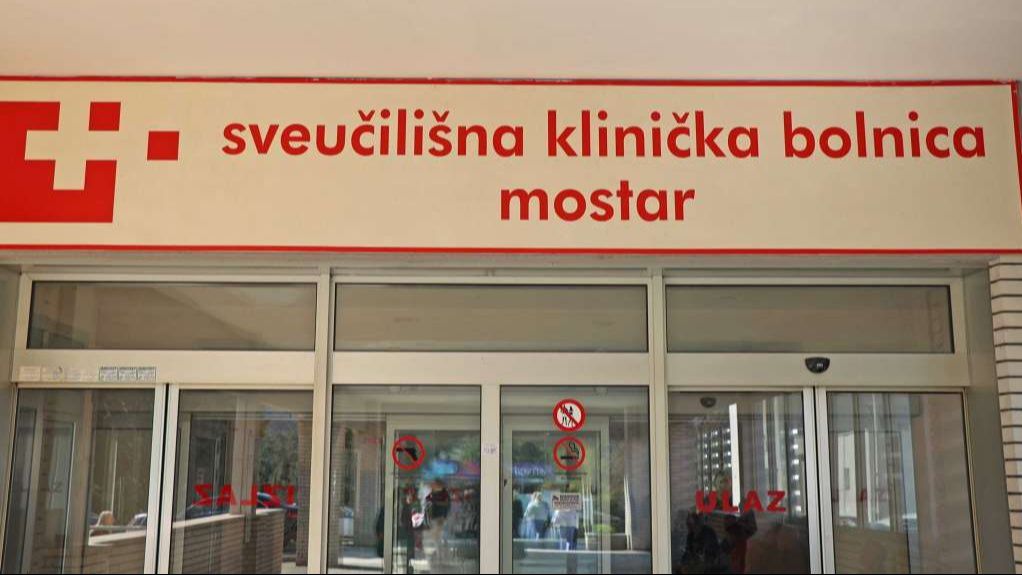 sveučilišna klinička bolnica
mostar
IZLAZ
ULAZ